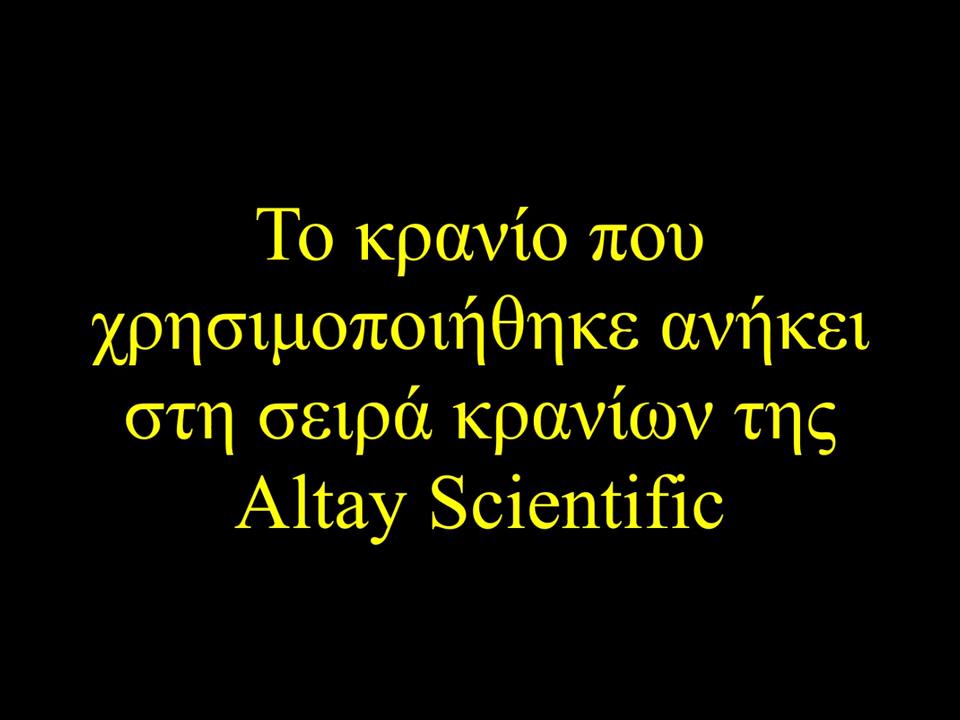 Το κρανίο που
χρησιμοποιήθηκε ανήκει
στη σειρά κρανίων της
Altay Scientific